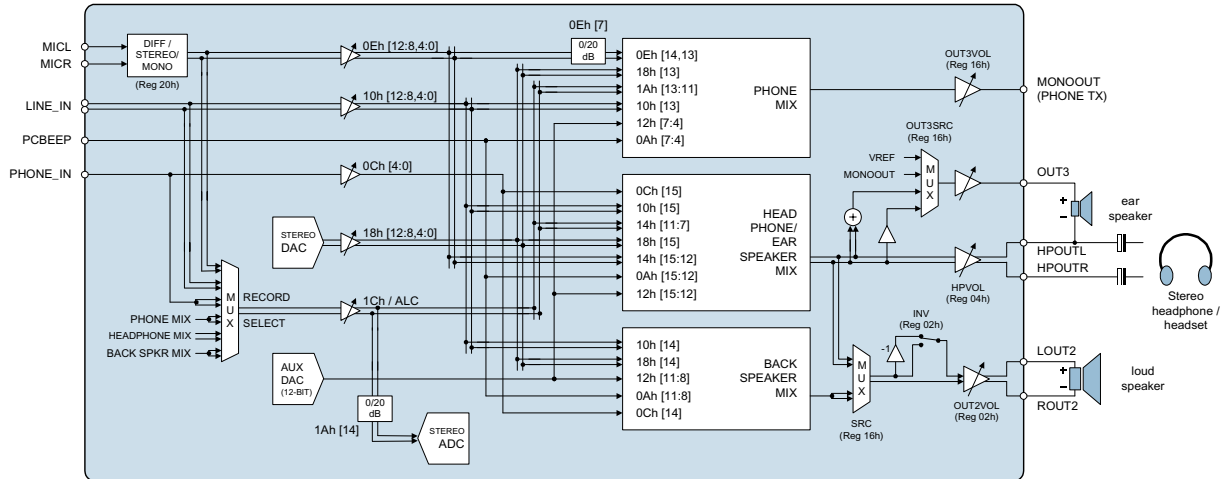 0Eh [7]
MICL
MICR
DIFF /
STEREO/
MONO
(Reg 20h)
0Eh [12:8,4:0]
0/20
dB
0Eh [14,13]
18h [13]
1Ah [13:11]
10h [13]
12h [7:4]
0Ah [7:4]
PHONE
MIX
OUT3VOL
(Reg 16h)
MONOOUT
(PHONE TX)
LINE_IN
10h [12:8,4:0]
PCBEEP
PHONE_IN
0Ch [4:0]
OUT3SRC
(Reg 16h)
VREF
MONOOUT
M
U
X
OUT3
+
-
ear
speaker
STEREO
DAC
18h [12:8,4:0]
0Ch [15]
10h [15]
14h [11:7]
18h [15]
14h [15:12]
0Ah [15:12]
12h [15:12]
HEAD
PHONE/
EAR
SPEAKER
MIX
+
HPVOL
(Reg 04h)
HPOUTL
HPOUTR
Stereo
headphone /
headset
M
U
X
RECORD
SELECT
PHONE MIX
HEADPHONE MIX
BACK SPKR MIX
1Ch / ALC
AUX
DAC
(12-BIT)
0/20
dB
1Ah [14]
STEREO
ADC
10h [14]
18h [14]
12h [11:8]
0Ah [11:8]
0Ch [14]
BACK
SPEAKER
MIX
INV
(Reg 02h)
-1
M
U
X
SRC
(Reg 16h)
OUT2VOL
(Reg 02h)
LOUT2
+
-
ROUT2
loud
speaker